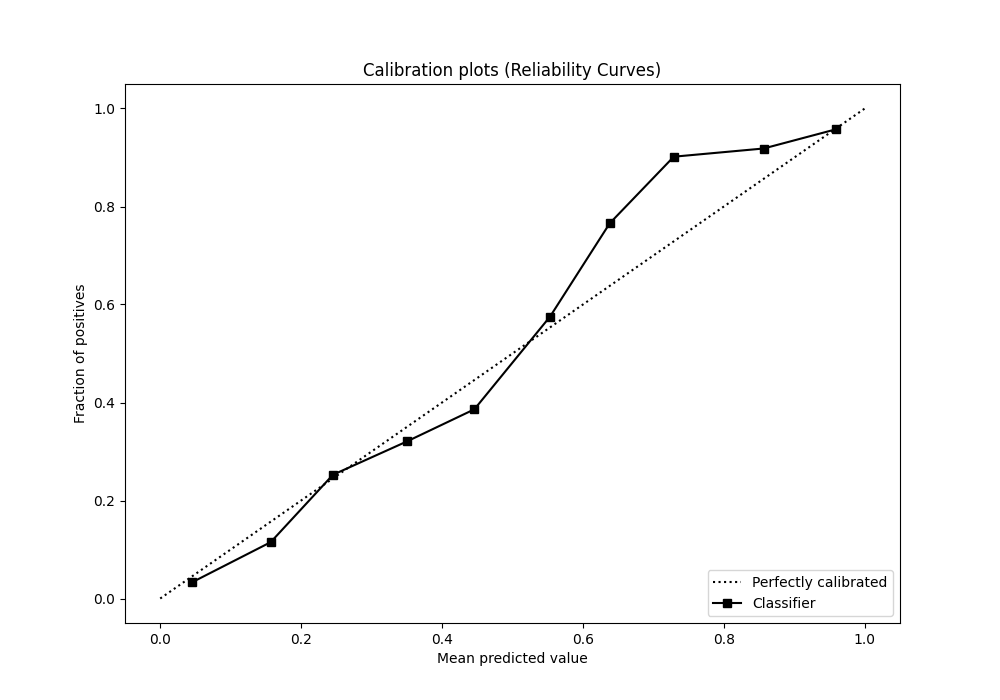 Calibration plots (Reliability Curves)
1.0
0.8
0.6
0.4
0.2
0.0
Fraction of positives
0.0 0.2 0.4 0.6 0.8 1.0
Mean predicted value
Perfectly calibrated
Classifier